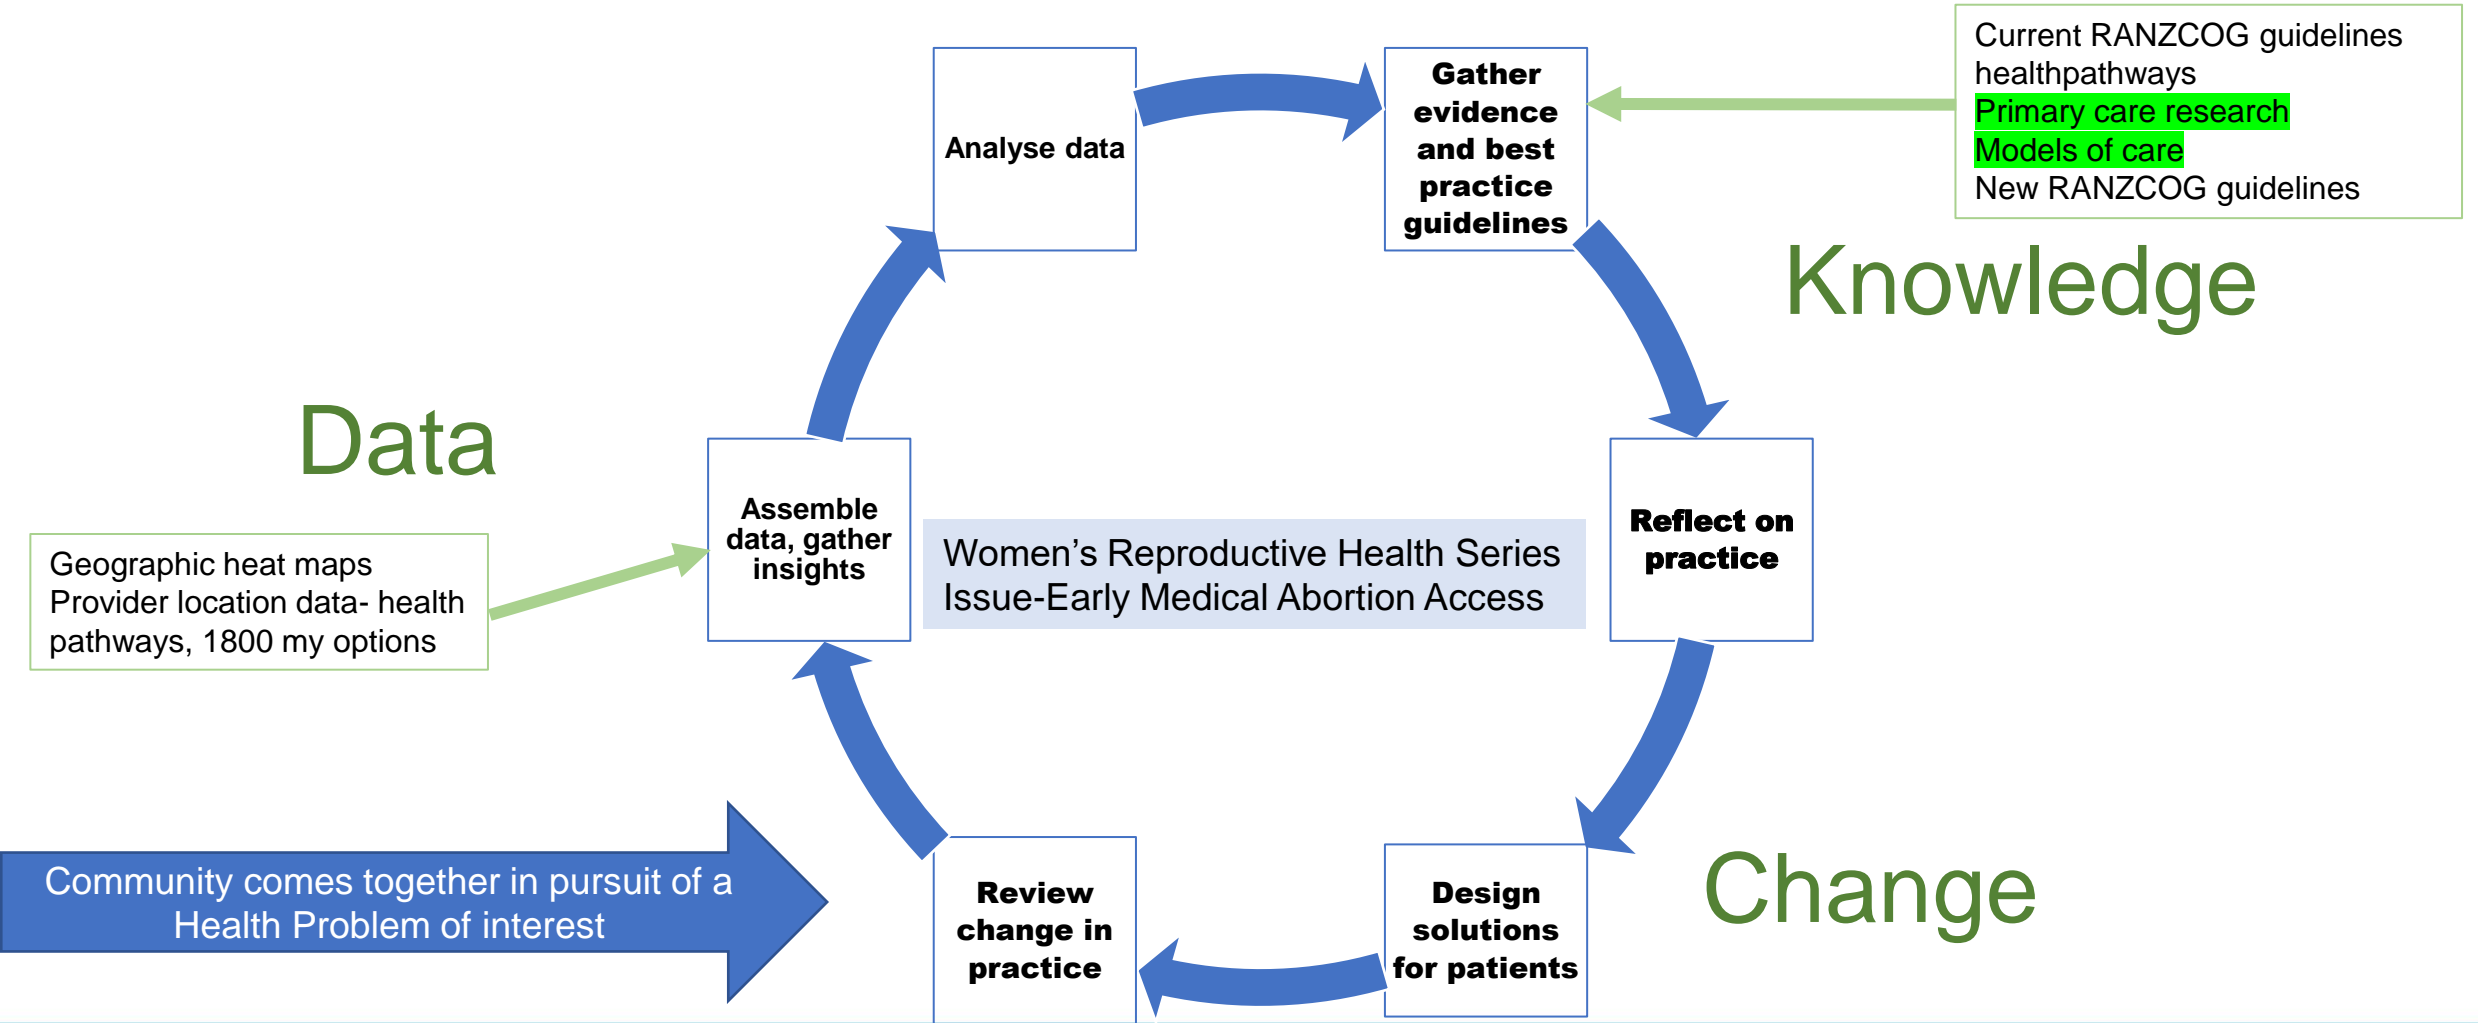 Analyse data
Gather
evidence
and best
practice
guidelines
Current RANZCOG guidelines
healthpathways
Primary care research
Models of care
New RANZCOG guidelines
Knowledge
Data
Assemble
data, gather
insights
Geographic heat maps
Provider location data- health
pathways, 1800 my options
Women’s Reproductive Health Series
Issue-Early Medical Abortion Access
Reflect on
practice
Community comes together in pursuit of a
Health Problem of interest
Review
change in
practice
Design
solutions
for patients
Change